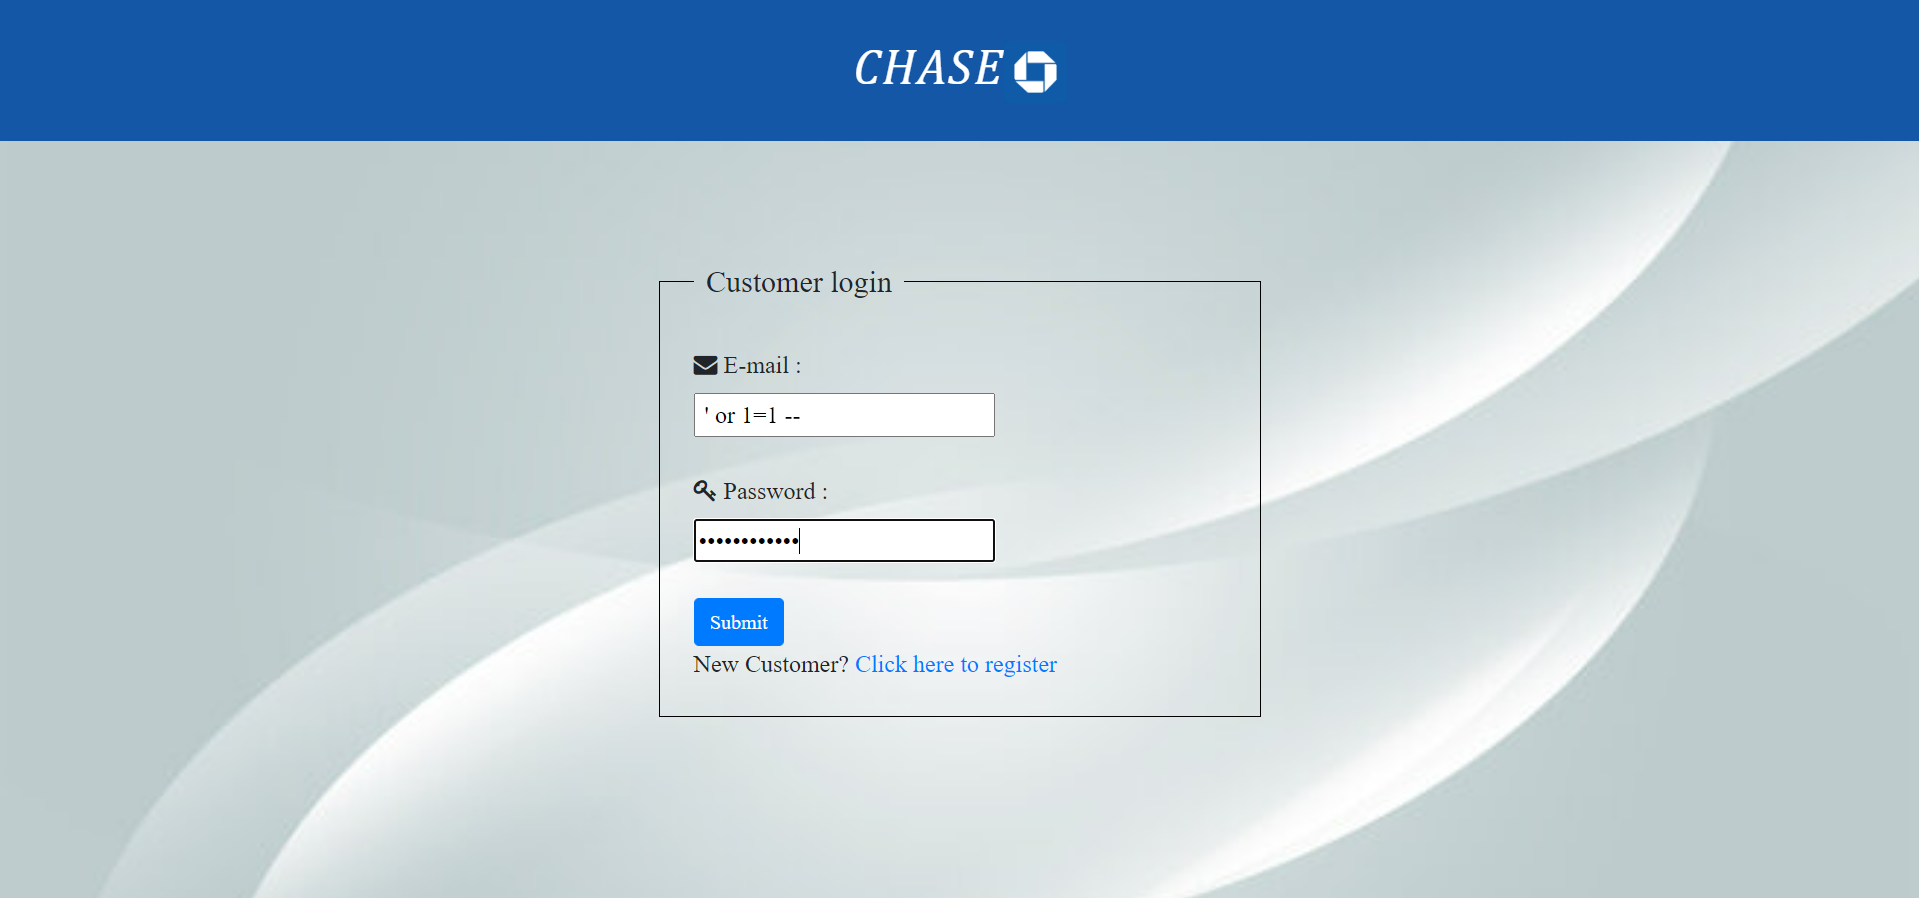 CHASE
Customer login
E-mail :
' or 1=1 --
Password :
••••••••••••
Submit
New Customer? Click here to register